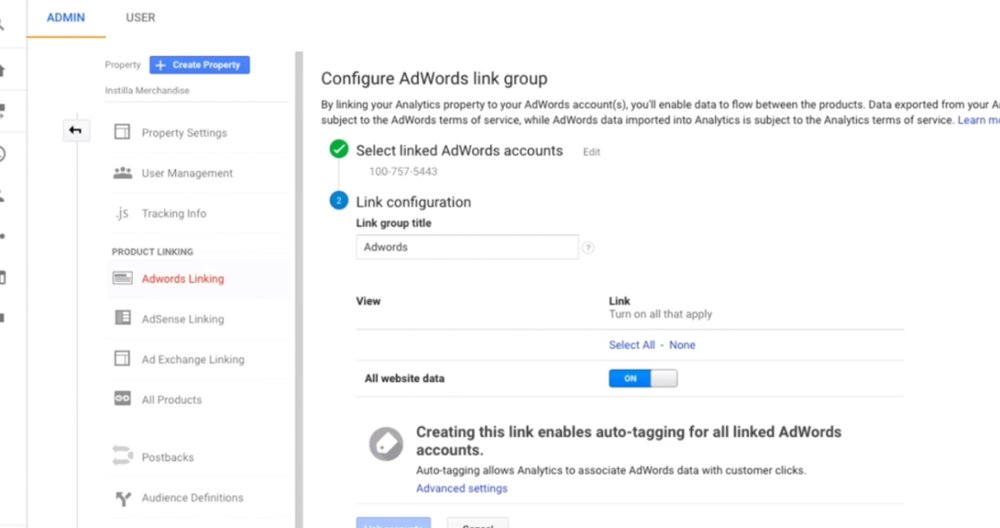 ADMIN USER
Property + Create Property
Instilla Merchandise
Property Settings
User Management
.js Tracking Info
PRODUCT LINKING
Adwords Linking
AdSense Linking
Ad Exchange Linking
All Products
Postbacks
Audience Definitions
Configure AdWords link group
By linking your Analytics property to your AdWords account(s), you'll enable data to flow between the products. Data exported from your
subject to the AdWords terms of service, while AdWords data imported into Analytics is subject to the Analytics terms of service. Learn
Select linked AdWords accounts Edit
100-757-5443
2 Link configuration
Link group title
Adwords ?
View Link
Turn on all that apply
Select All - None
All website data ON
Creating this link enables auto-tagging for all linked AdWords
accounts.
Auto-tagging allows Analytics to associate AdWords data with customer clicks.
Advanced settings